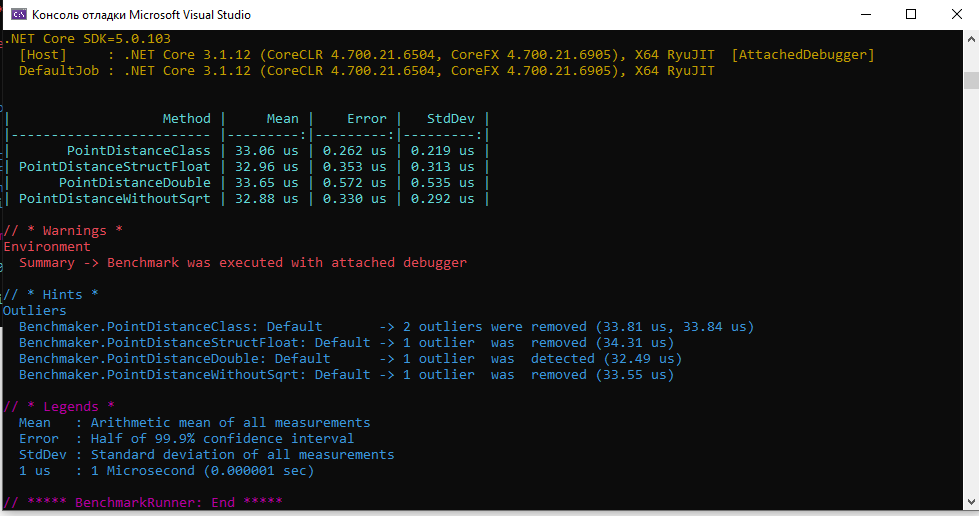 Консоль отладки Microsoft Visual Studio
.NET Core SDK=5.0.103
  [Host]     : .NET Core 3.1.12 (CoreCLR 4.700.21.6504, CoreFX 4.700.21.6905), X64 RyuJIT  [AttachedDebugger]
  DefaultJob : .NET Core 3.1.12 (CoreCLR 4.700.21.6504, CoreFX 4.700.21.6905), X64 RyuJIT
|                    Method |     Mean |    Error |   StdDev |
|-------------------------- |---------:|---------:|---------:|
|        PointDistanceClass | 33.06 us | 0.262 us | 0.219 us |
|  PointDistanceStructFloat | 32.96 us | 0.353 us | 0.313 us |
|       PointDistanceDouble | 33.65 us | 0.572 us | 0.535 us |
|  PointDistanceWithoutSqrt | 32.88 us | 0.330 us | 0.292 us |
// * Warnings *
Environment
  Summary -> Benchmark was executed with attached debugger
// * Hints *
Outliers
  Benchmaker.PointDistanceClass: Default       -> 2 outliers were removed (33.81 us, 33.84 us)
  Benchmaker.PointDistanceStructFloat: Default -> 1 outlier  was  removed (34.31 us)
  Benchmaker.PointDistanceDouble: Default      -> 1 outlier  was  detected (32.49 us)
  Benchmaker.PointDistanceWithoutSqrt: Default -> 1 outlier  was  removed (33.55 us)
// * Legends *
  Mean   : Arithmetic mean of all measurements
  Error  : Half of 99.9% confidence interval
  StdDev : Standard deviation of all measurements
  1 us   : 1 Microsecond (0.000001 sec)
// ***** BenchmarkRunner: End *****